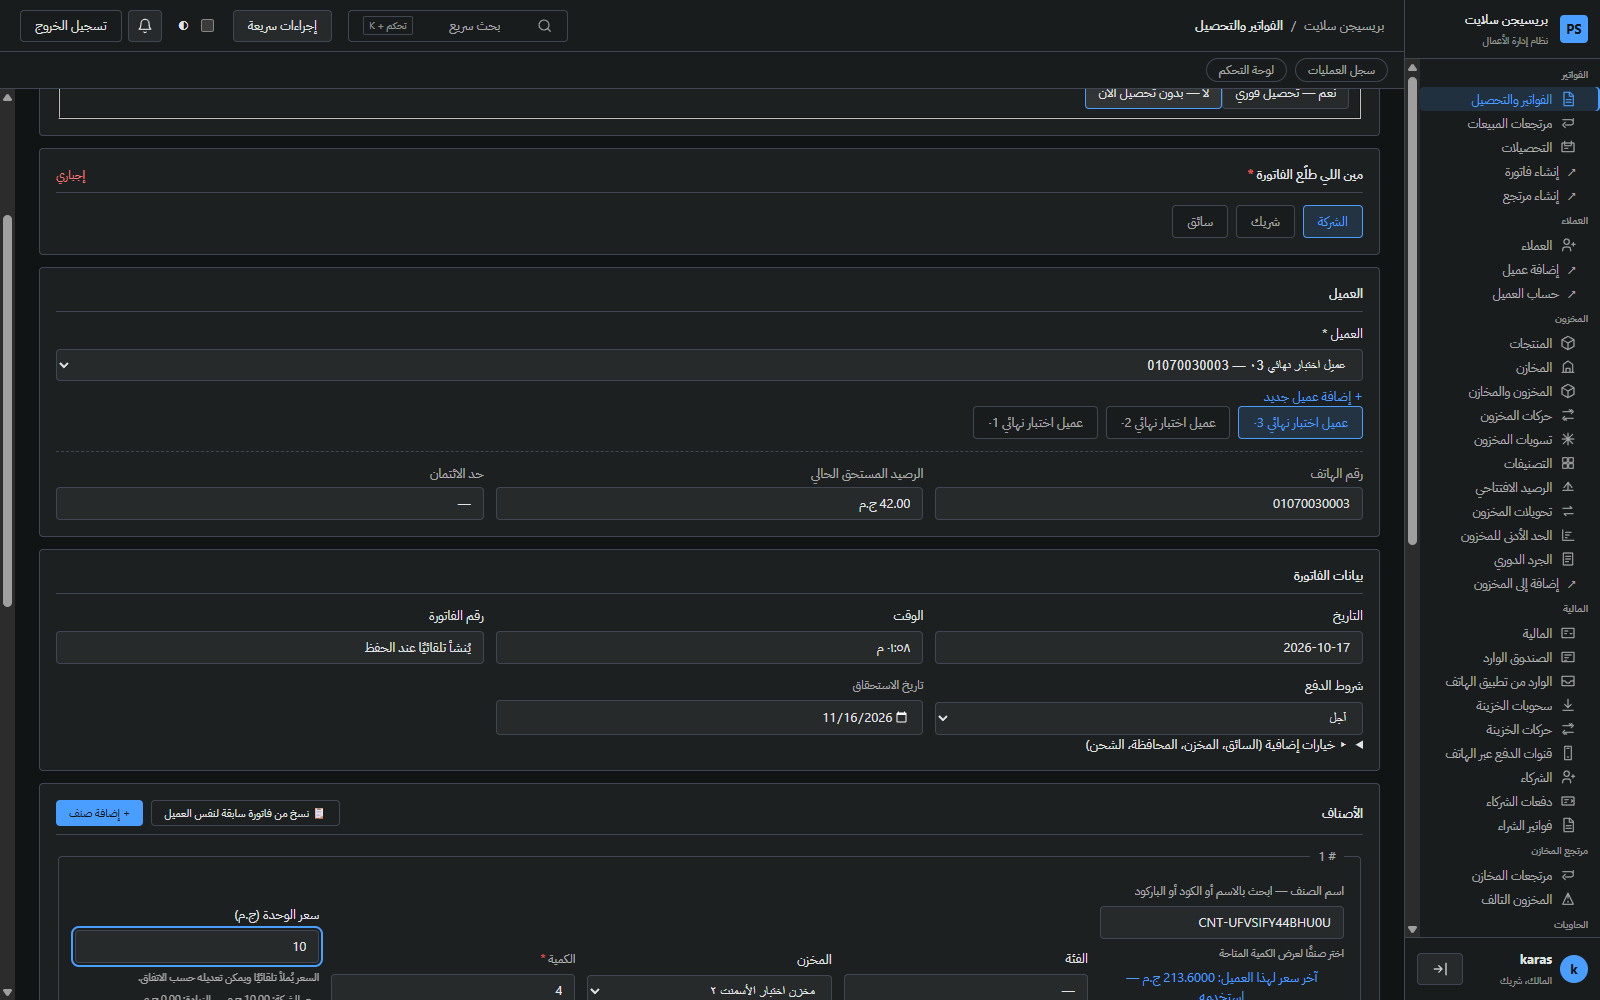 PS
بريسيجن سلايت
نظام إدارة الأعمال
بريسيجن سلايت / الفواتير والتحصيل
بحث سريع
تحكم + K
إجراءات سريعة
تسجيل الخروج
سجل العمليات
لوحة التحكم
الفواتير
الفواتير والتحصيل
مرتجعات المبيعات
التحصيلات
إنشاء فاتورة
إنشاء مرتجع
العملاء
العملاء
إضافة عميل
حساب العميل
المخزون
المنتجات
المخازن
المخزون والمخازن
حركات المخزون
تسويات المخزون
التصنيفات
الرصيد الافتتاحي
تحويلات المخزون
الحد الأدنى للمخزون
الجرد الدوري
إضافة إلى المخزون
المالية
المالية
الصندوق الوارد
الوارد من تطبيق الهاتف
سحوبات الخزينة
حركات الخزينة
قنوات الدفع عبر الهاتف
الشركاء
دفعات الشركاء
فواتير الشراء
مرتجع المخازن
مرتجعات المخازن
المخزون التالف
الحاويات
k
karas
المالك، شريك
نعم — تحصيل فوري
لا — بدون تحصيل الآن
مين اللي طلّع الفاتورة *
إجباري
الشركة
شريك
سائق
العميل
العميل *
عميل اختبار نهائي ٠3 — 01070030003
+ إضافة عميل جديد
عميل اختبار نهائي 3-
عميل اختبار نهائي 2-
عميل اختبار نهائي 1-
رقم الهاتف
الرصيد المستحق الحالي
حد الائتمان
01070030003
42.00 ج.م
—
بيانات الفاتورة
التاريخ
الوقت
رقم الفاتورة
2026-10-17
٠١:٥٨ م
يُنشأ تلقائيًا عند الحفظ
شروط الدفع
تاريخ الاستحقاق
آجل
11/16/2026
خيارات إضافية (السائق، المخزن، المحافظة، الشحن)
الأصناف
نسخ من فاتورة سابقة لنفس العميل
+ إضافة صنف
# 1
اسم الصنف — ابحث بالاسم أو الكود أو الباركود
CNT-UFVSIFY44BHU0U
اختر صنفًا لعرض الكمية المتاحة
آخر سعر لهذا العميل: 213.6000 ج.م —
استخدمه
الفئة
—
المخزن
مخزن اختبار الأسمنت ٢
الكمية *
4
سعر الوحدة (ج.م)
10
السعر يُملأ تلقائيًا ويمكن تعديله حسب الاتفاق.